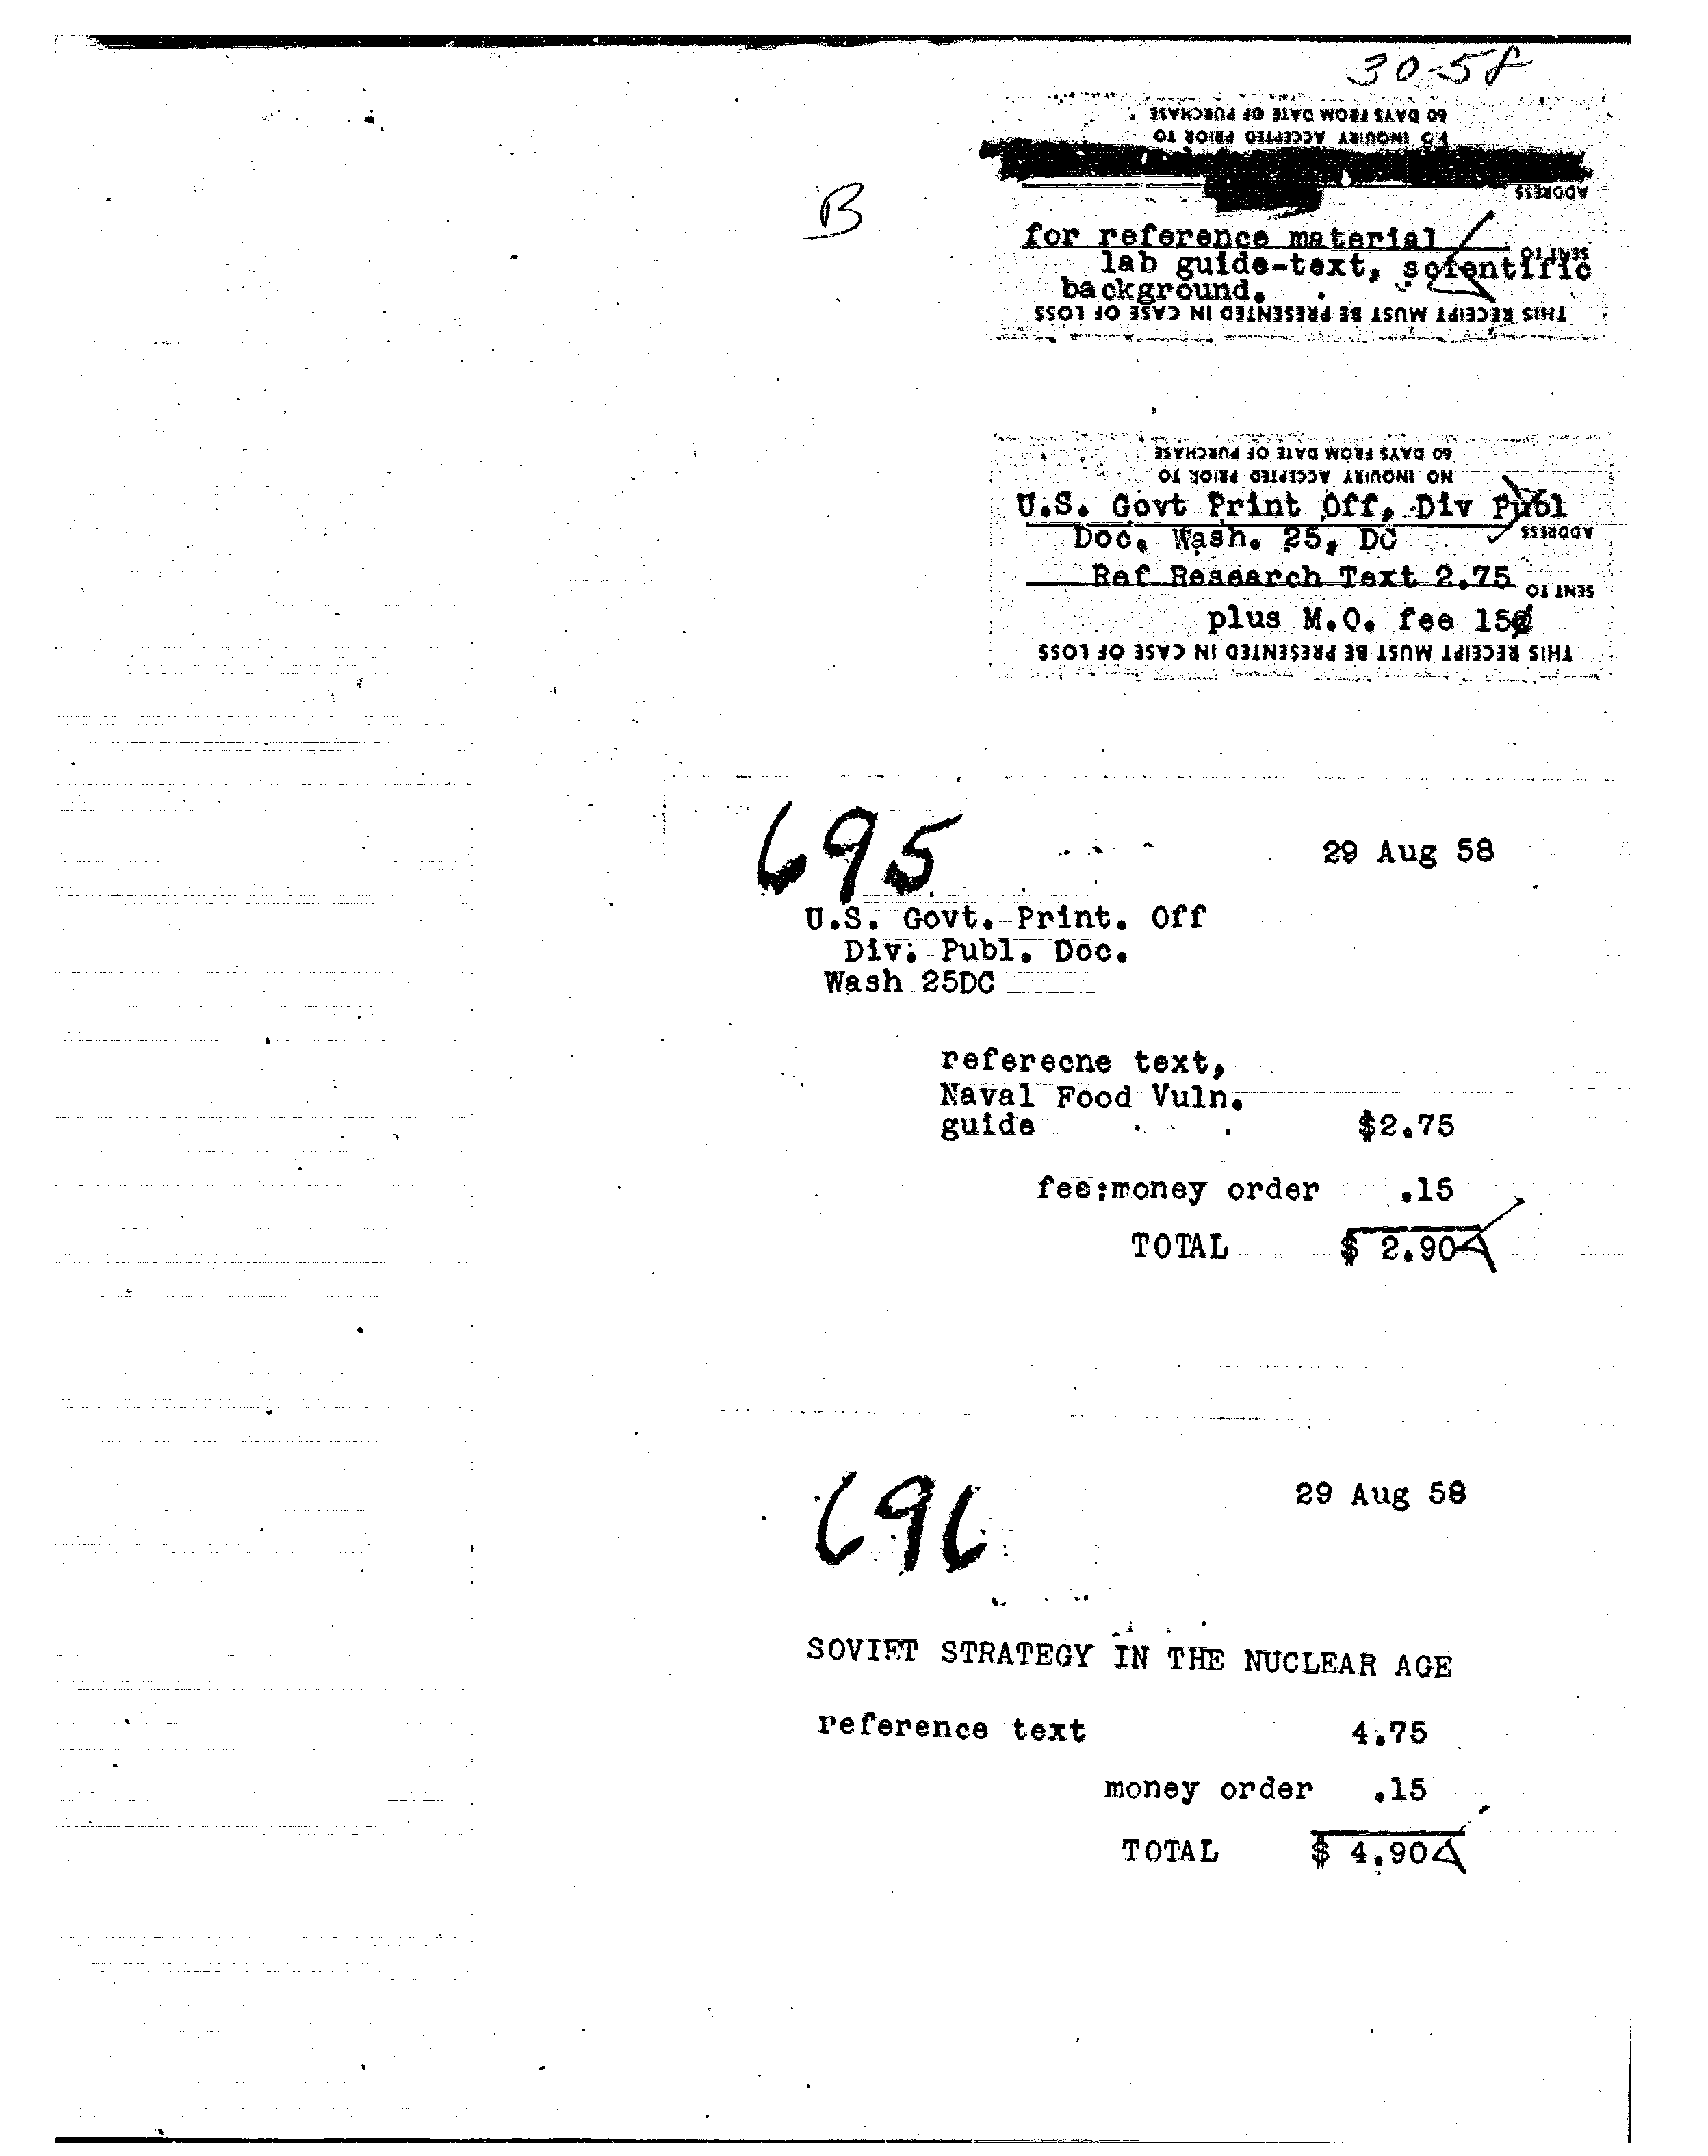 30-58
60 DAYS FROM DATE OF PURCHASE
NO INQUIRY ACCEPTED PRIOR TO
ADDRESS
B
for reference material
SENT TO
lab guide-text, scientific
background.
THIS RECEIPT MUST BE PRESENTED IN CASE OF LOSS
60 DAYS FROM DATE OF PURCHASE
NO INQUIRY ACCEPTED PRIOR TO
U.S. Govt Print Off, Div Publ
ADDRESS
Doc, Wash. 25, DC
Ref Research Text 2.75
SENT TO
plus M.O. fee 15¢
THIS RECEIPT MUST BE PRESENTED IN CASE OF LOSS
695
29 Aug 58
U.S. Govt. Print. Off
Div. Publ. Doc.
Wash 25DC
referecne text,
Naval Food Vuln.
guide $2.75
fee:money order .15
TOTAL $ 2.90
696
29 Aug 58
SOVIET STRATEGY IN THE NUCLEAR AGE
reference text 4.75
money order .15
TOTAL $ 4.90